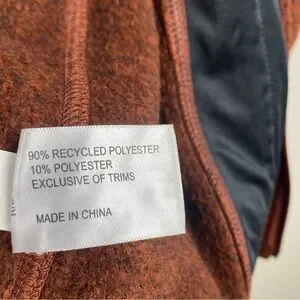 90% RECYCLED POLYESTER
10% POLYESTER
EXCLUSIVE OF TRIMS
MADE IN CHINA